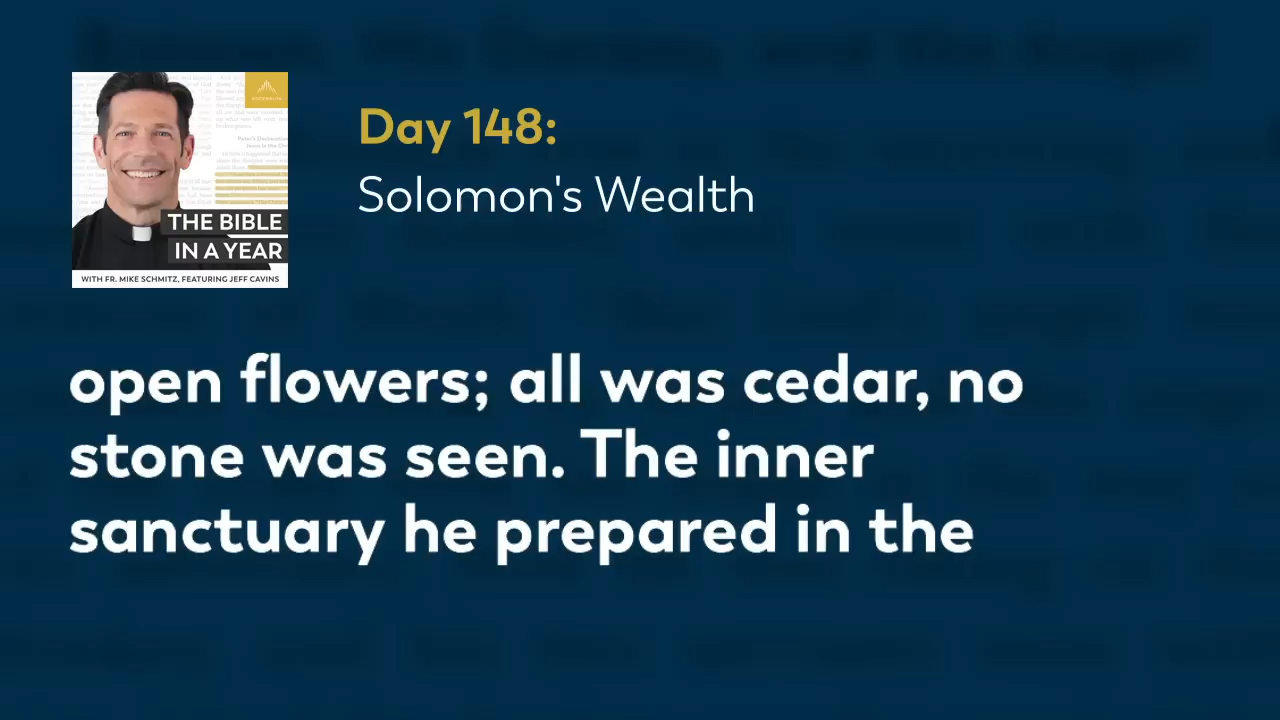 Day 148:
Solomon's Wealth
THE BIBLE
IN A YEAR
WITH FR. MIKE SCHMITZ, FEATURING JEFF CAVINS
open flowers; all was cedar, no
stone was seen. The inner
sanctuary he prepared in the